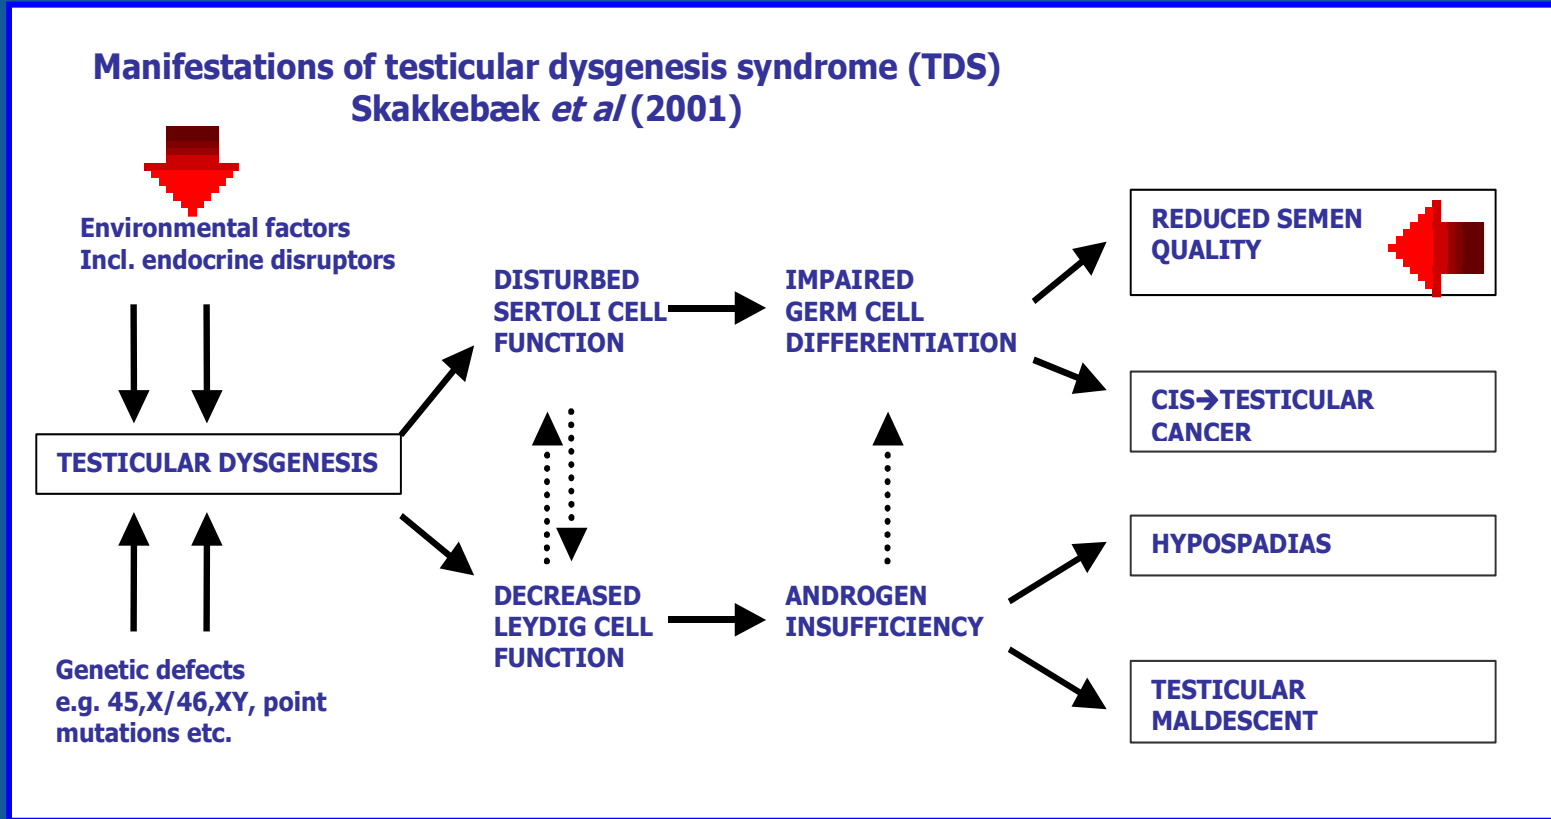 Manifestations of testicular dysgenesis syndrome (TDS)
Skakkebæk et al (2001)
Environmental factors
Incl. endocrine disruptors
TESTICULAR DYSGENESIS
Genetic defects
e.g. 45,X/46,XY, point
mutations etc.
DISTURBED
SERTOLI CELL
FUNCTION
DECREASED
LEYDIG CELL
FUNCTION
IMPAIRED
GERM CELL
DIFFERENTIATION
ANDROGEN
INSUFFICIENCY
REDUCED SEMEN
QUALITY
CIS➔TESTICULAR
CANCER
HYPOSPADIAS
TESTICULAR
MALDESCENT